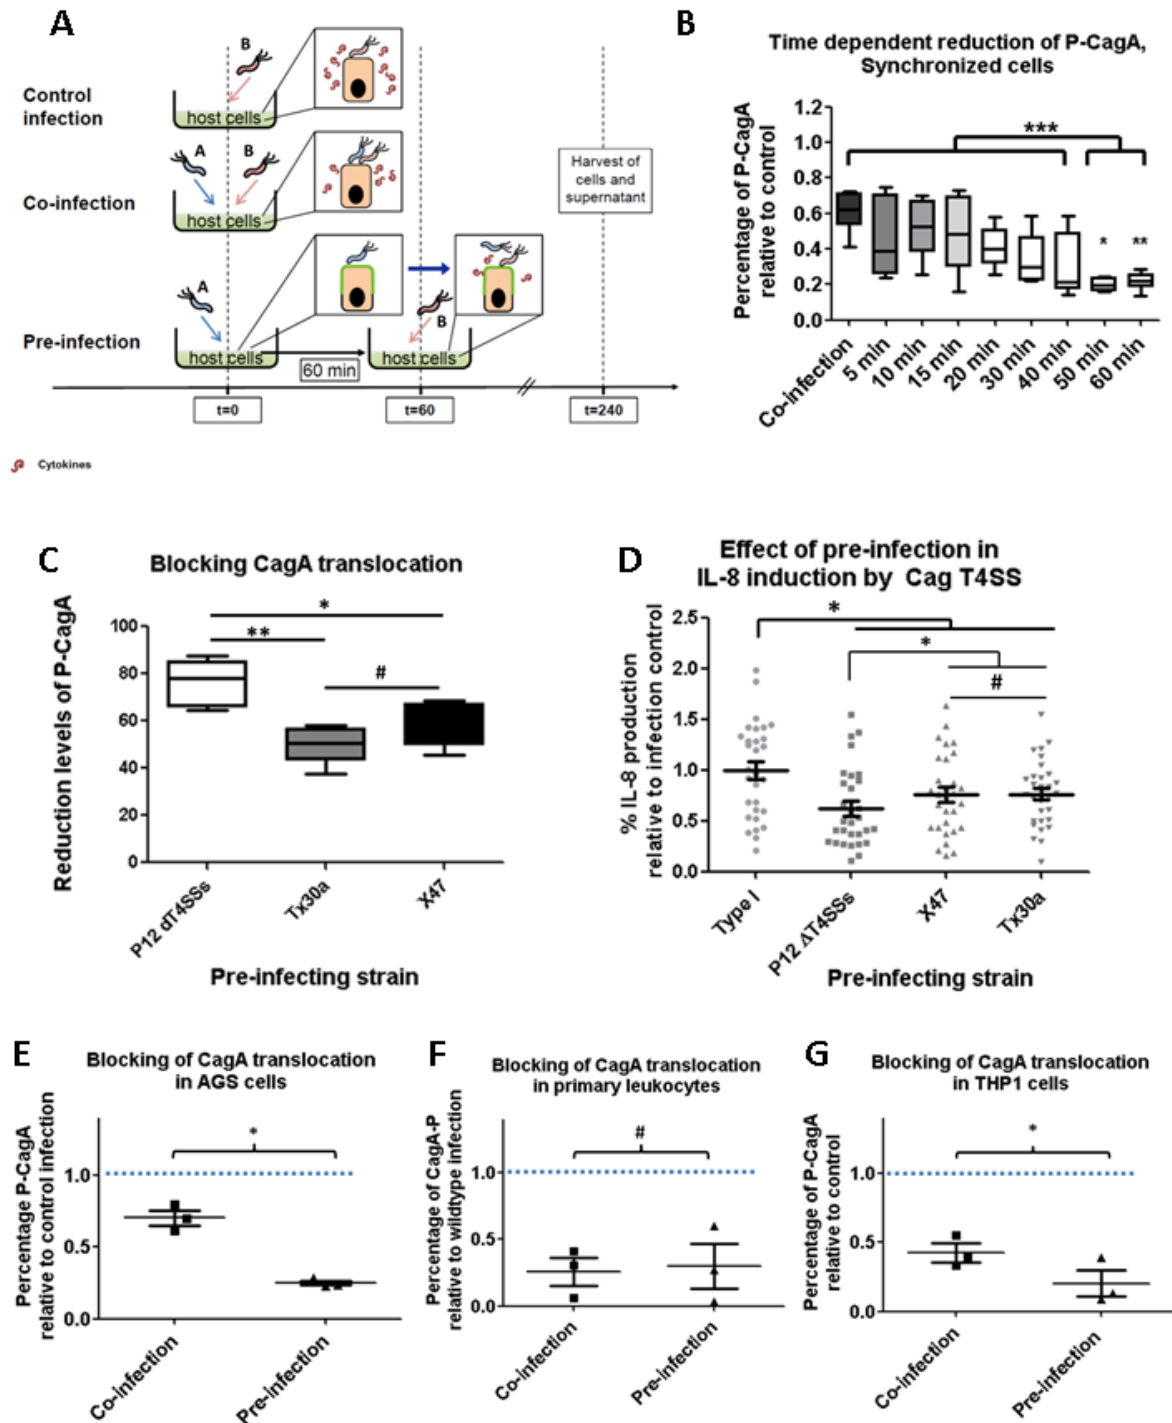 A
Control
infection
B
host cells
Co-infection
A
B
host cells
Harvest of
cells and
supernatant
Pre-infection
A
host cells
60 min
B
host cells
t=0
t=60
t=240
Cytokines
B
Time dependent reduction of P-CagA,
Synchronized cells
Percentage of P-CagA
relative to control
1.2
1.0
0.8
0.6
0.4
0.2
0.0
***
*
**
Co-infection
5 min
10 min
15 min
20 min
30 min
40 min
50 min
60 min
C
Blocking CagA translocation
Reduction levels of P-CagA
100
80
60
40
20
0
*
**
#
P12 dT4SSs
Tx30a
X47
Pre-infecting strain
D
Effect of pre-infection in
IL-8 induction by Cag T4SS
% IL-8 production
relative to infection control
2.5
2.0
1.5
1.0
0.5
0.0
*
*
#
Type I
P12 ΔT4SSs
X47
Tx30a
Pre-infecting strain
E
Blocking of CagA translocation
in AGS cells
Percentage P-CagA
relative to control infection
1.0
0.5
0.0
*
Co-infection
Pre-infection
F
Blocking of CagA translocation
in primary leukocytes
Percentage of CagA-P
relative to wildtype infection
1.0
0.5
0.0
#
Co-infection
Pre-infection
G
Blocking of CagA translocation
in THP1 cells
Percentage of P-CagA
relative to control
1.0
0.5
0.0
*
Co-infection
Pre-infection